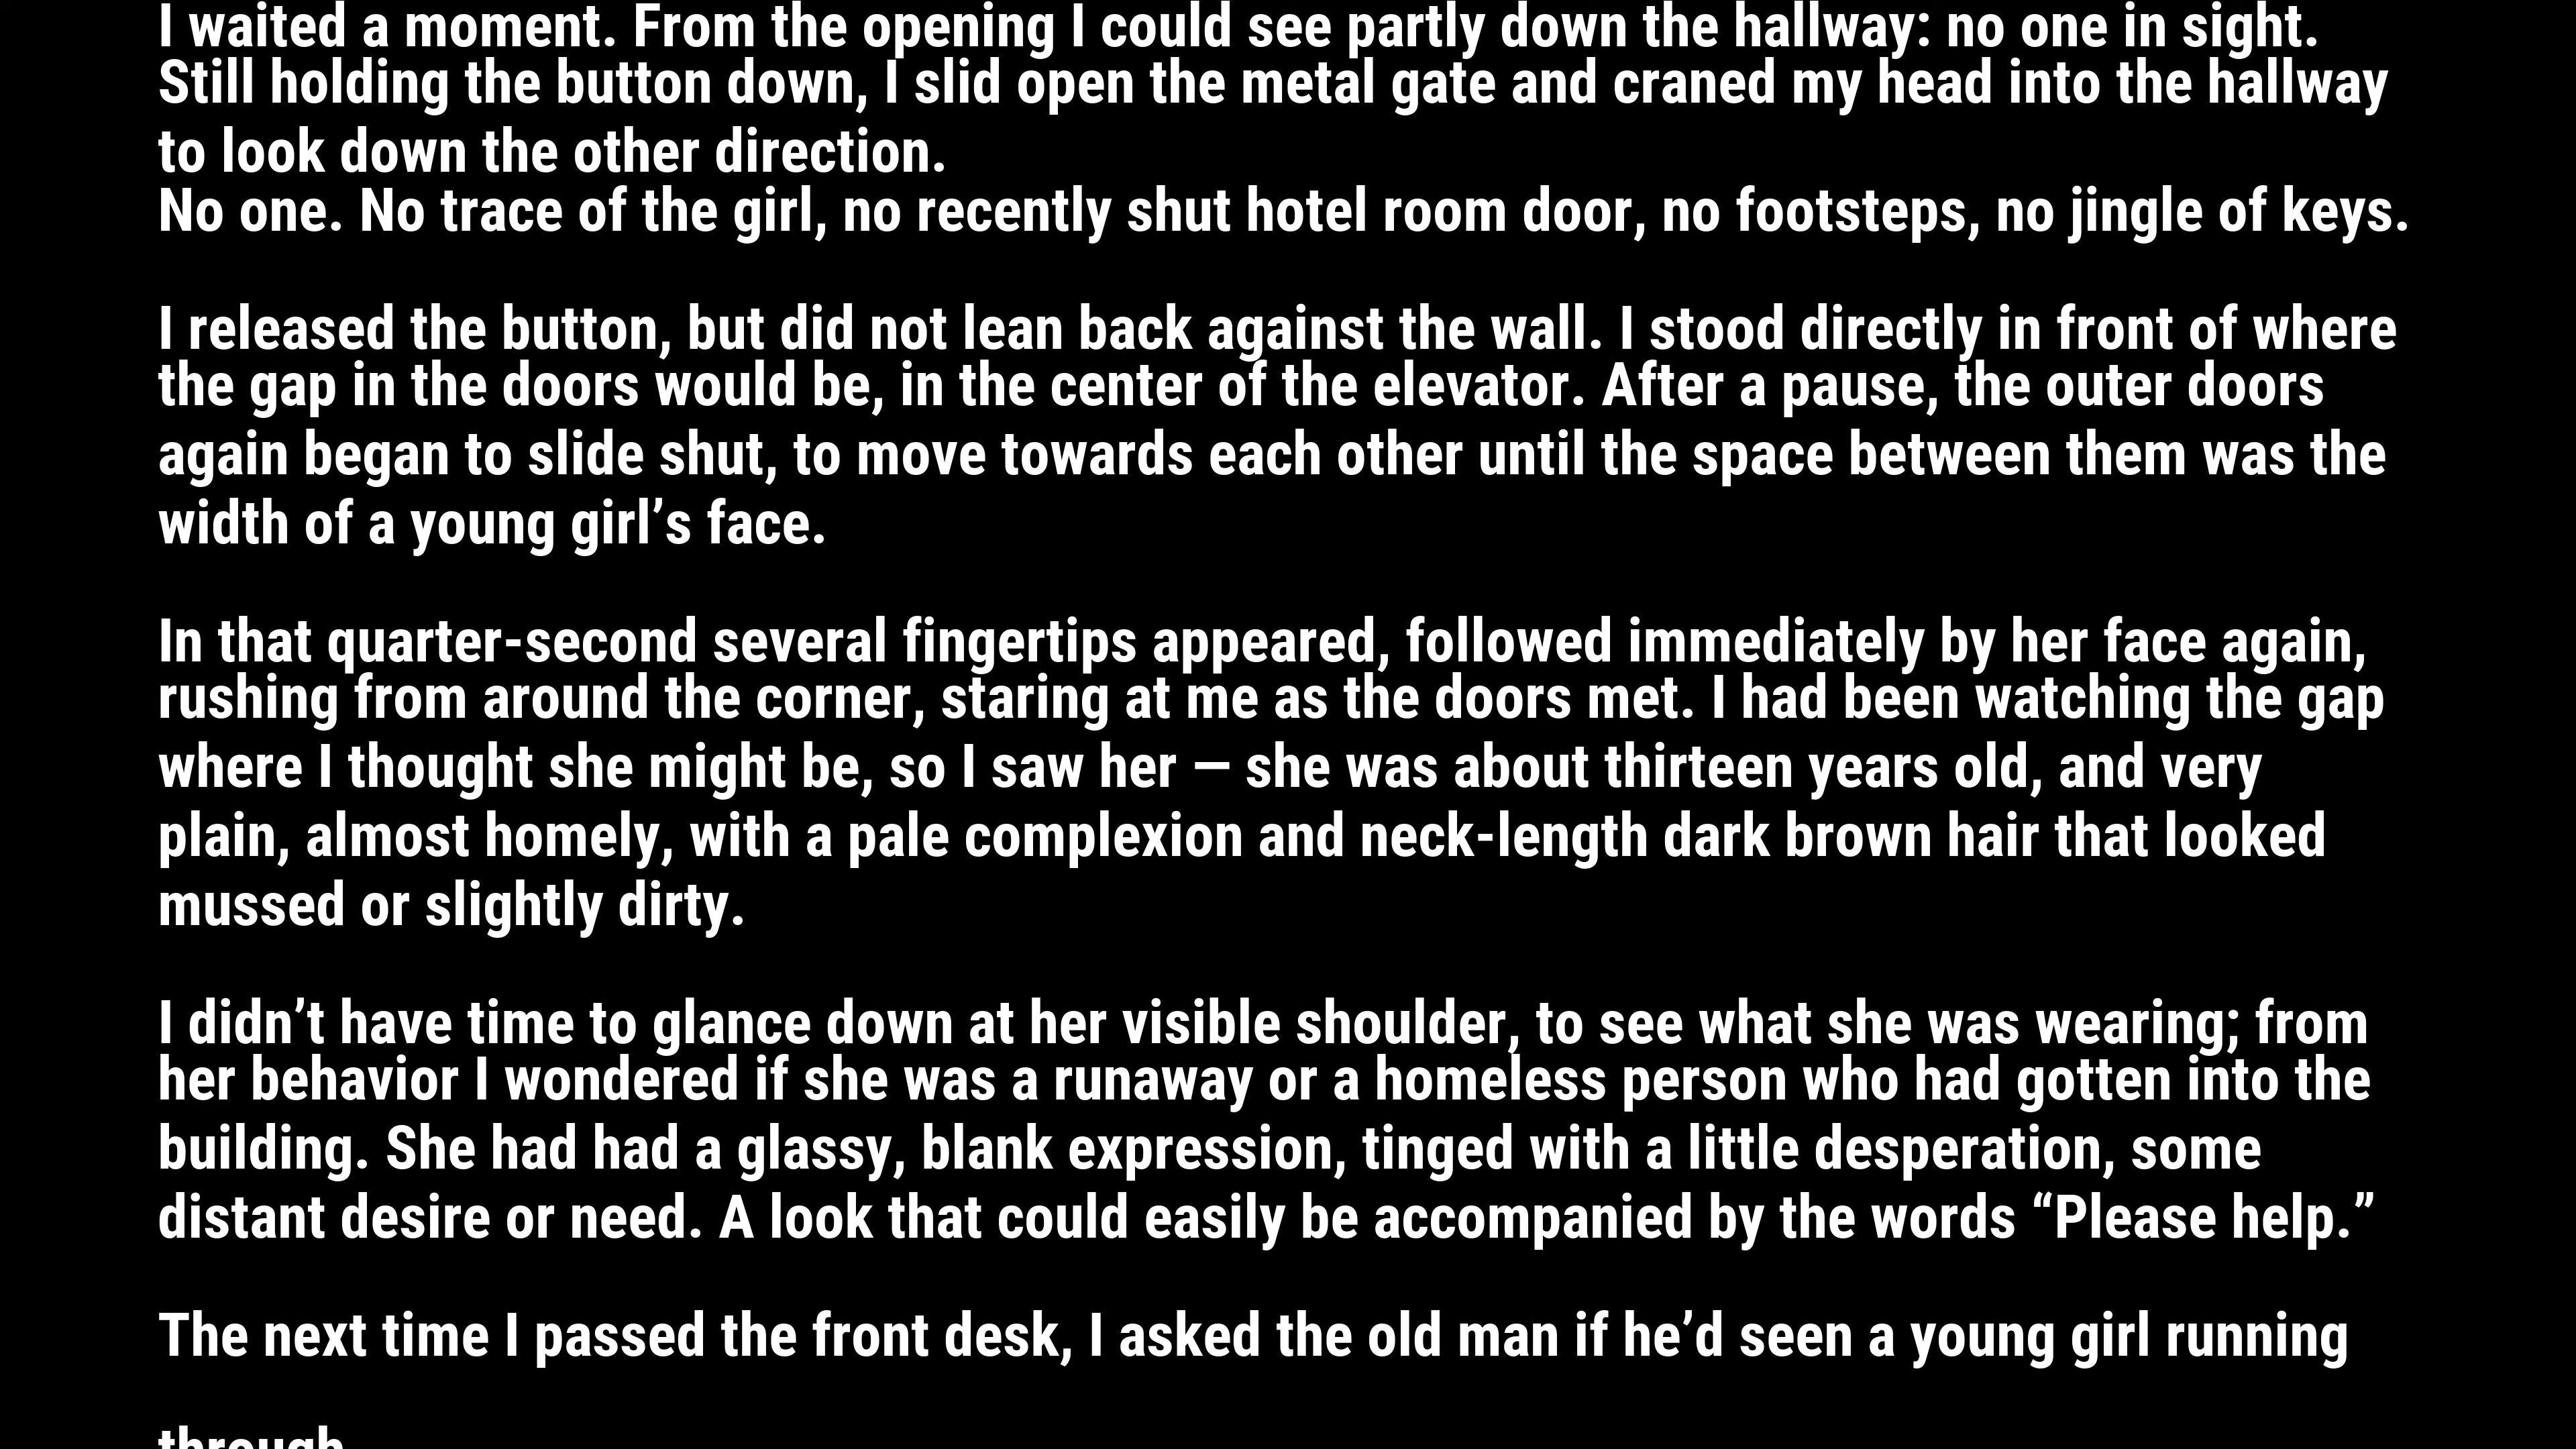 I waited a moment. From the opening I could see partly down the hallway: no one in sight.
Still holding the button down, I slid open the metal gate and craned my head into the hallway
to look down the other direction.
No one. No trace of the girl, no recently shut hotel room door, no footsteps, no jingle of keys.
I released the button, but did not lean back against the wall. I stood directly in front of where
the gap in the doors would be, in the center of the elevator. After a pause, the outer doors
again began to slide shut, to move towards each other until the space between them was the
width of a young girl’s face.
In that quarter-second several fingertips appeared, followed immediately by her face again,
rushing from around the corner, staring at me as the doors met. I had been watching the gap
where I thought she might be, so I saw her — she was about thirteen years old, and very
plain, almost homely, with a pale complexion and neck-length dark brown hair that looked
mussed or slightly dirty.
I didn’t have time to glance down at her visible shoulder, to see what she was wearing; from
her behavior I wondered if she was a runaway or a homeless person who had gotten into the
building. She had had a glassy, blank expression, tinged with a little desperation, some
distant desire or need. A look that could easily be accompanied by the words “Please help.”
The next time I passed the front desk, I asked the old man if he’d seen a young girl running
through